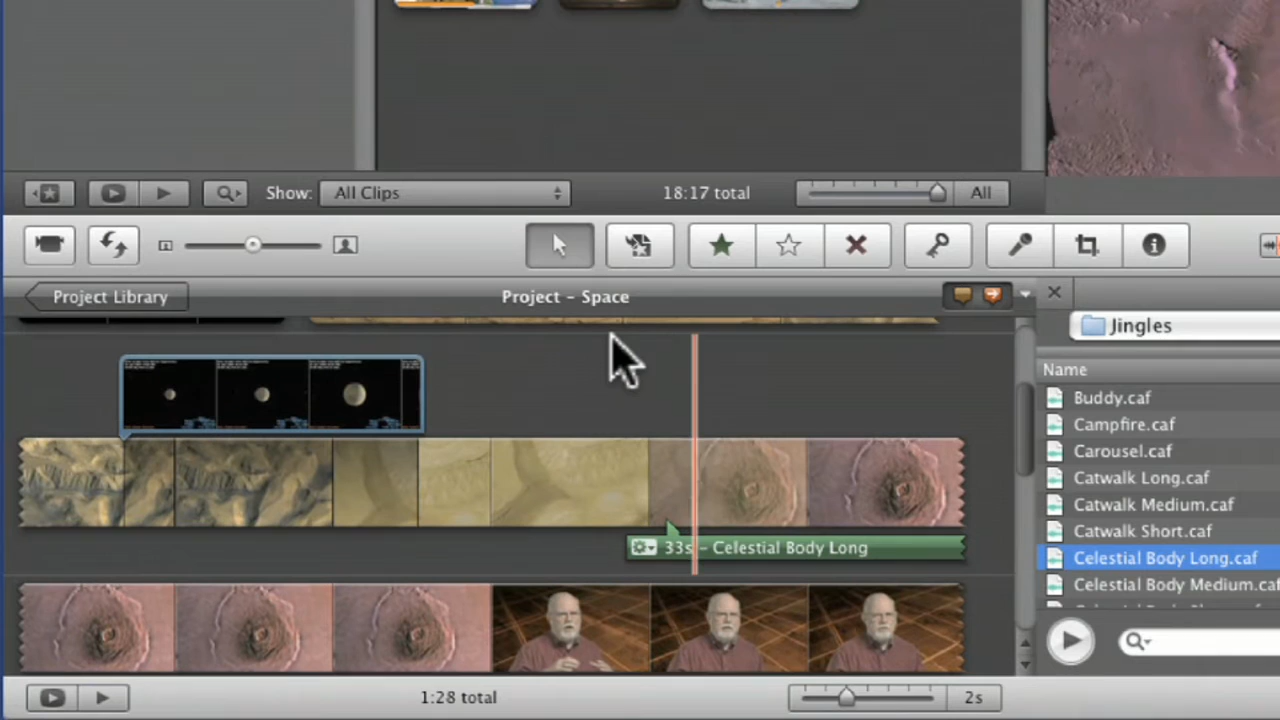 Show: All Clips 18:17 total All
Project Library Project – Space
Jingles
Name
Buddy.caf
Campfire.caf
Carousel.caf
Catwalk Long.caf
Catwalk Medium.caf
Catwalk Short.caf
Celestial Body Long.caf
Celestial Body Medium.caf
33s – Celestial Body Long
1:28 total 2s